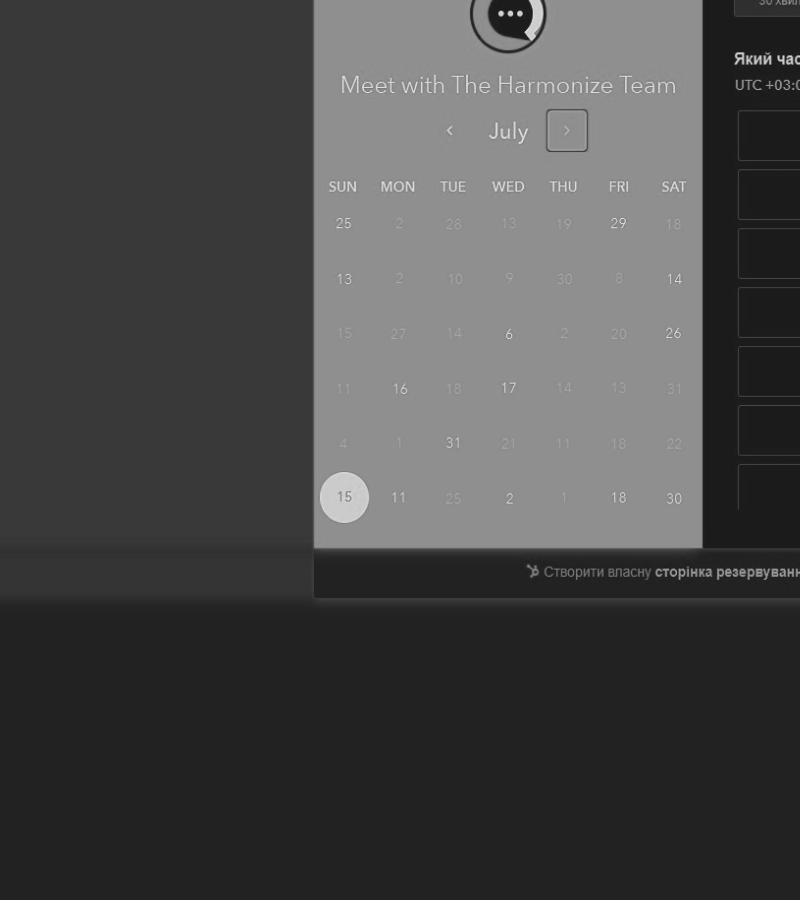 30 хвил
Meet with The Harmonize Team
Який час
July
UTC +03:0
SUN MON TUE WED THU FRI SAT
25 2 28 13 19 29 18
13 2 10 9 30 8 14
15 27 14 6 2 20 26
11 16 18 17 14 13 31
4 1 31 21 11 18 22
15 11 25 2 1 18 30
Створити власну сторінка резервуванн